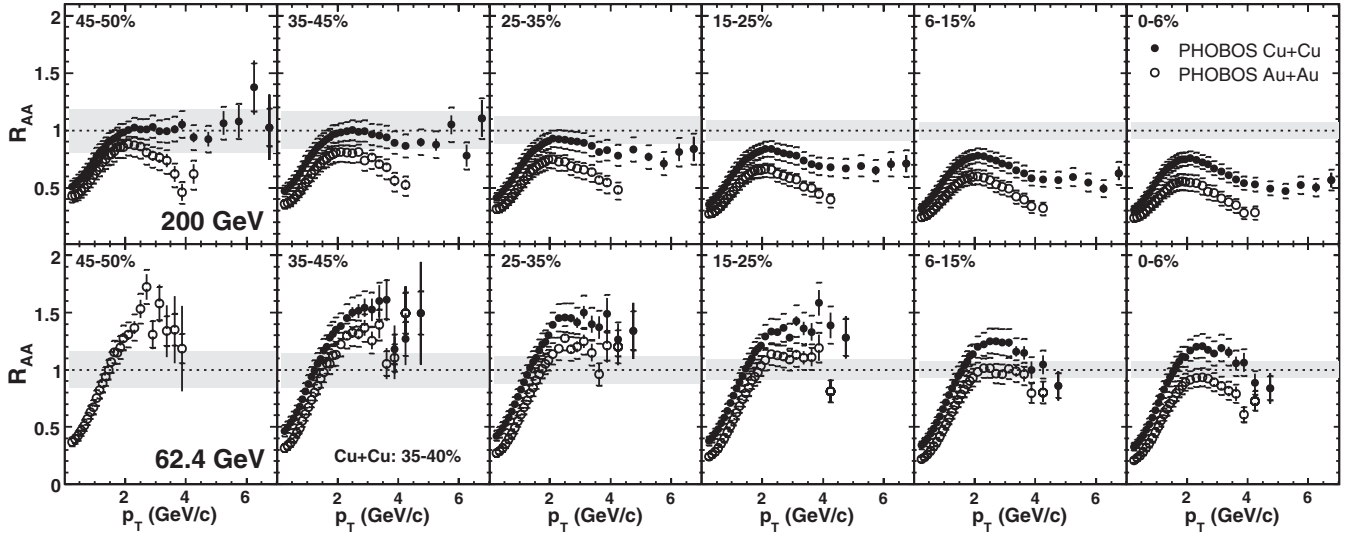 45-50% 35-45% 25-35% 15-25% 6-15% 0-6%
PHOBOS Cu+Cu
PHOBOS Au+Au
2
1.5
1
0.5
R_AA
200 GeV
45-50% 35-45% 25-35% 15-25% 6-15% 0-6%
2
1.5
1
0.5
0
R_AA
62.4 GeV
Cu+Cu: 35-40%
2 4 6 2 4 6 2 4 6 2 4 6 2 4 6 2 4 6
p_T (GeV/c) p_T (GeV/c) p_T (GeV/c) p_T (GeV/c) p_T (GeV/c) p_T (GeV/c)